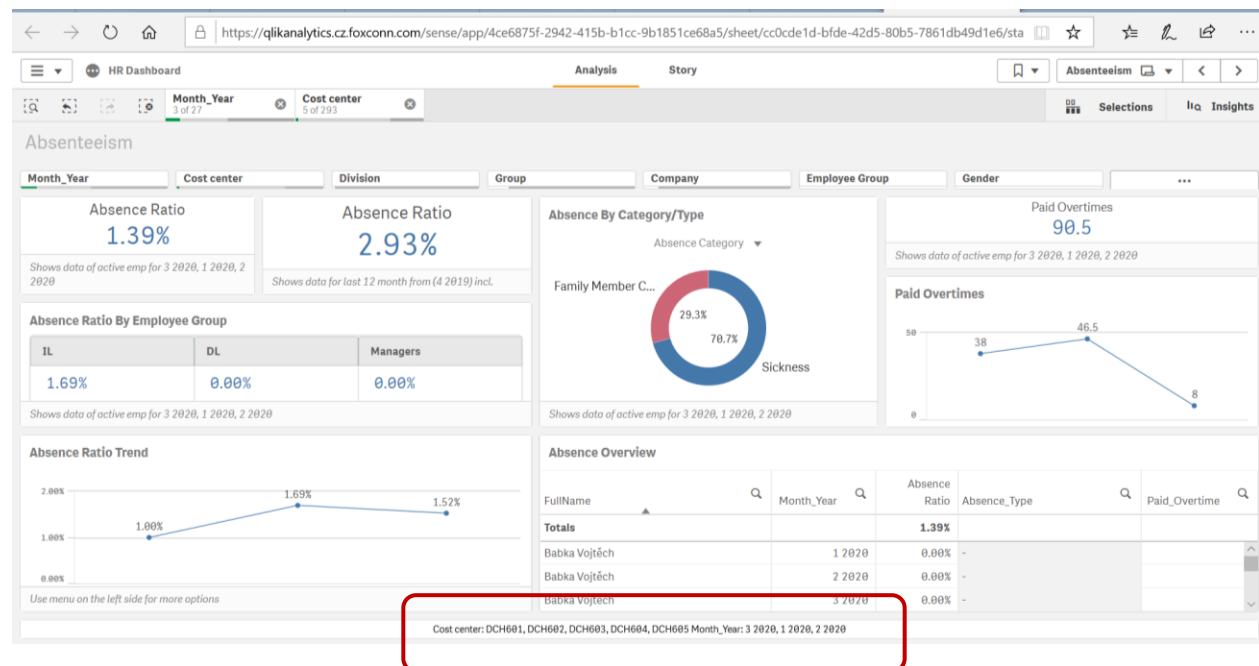 https://qlikanalytics.cz.foxconn.com/sense/app/4ce6875f-2942-415b-b1cc-9b1851ce68a5/sheet/cc0cde1d-bfde-42d5-80b5-7861db49d1e6/sta
HR Dashboard
Analysis
Story
Absenteeism
Month_Year
3 of 27
Cost center
5 of 293
Selections
Insights
Absenteeism
Month_Year
Cost center
Division
Group
Company
Employee Group
Gender
...
Absence Ratio
1.39%
Shows data of active emp for 3 2020, 1 2020, 2
2020
Absence Ratio
2.93%
Shows data for last 12 month from (4 2019) incl.
Absence By Category/Type
Absence Category
Family Member C...
29.3%
70.7%
Sickness
Shows data of active emp for 3 2020, 1 2020, 2 2020
Paid Overtimes
90.5
Shows data of active emp for 3 2020, 1 2020, 2 2020
Paid Overtimes
50
38
46.5
8
0
Absence Ratio By Employee Group
IL DL Managers
1.69% 0.00% 0.00%
Shows data of active emp for 3 2020, 1 2020, 2 2020
Absence Ratio Trend
2.00%
1.69%
1.52%
1.00%
1.00%
0.00%
Use menu on the left side for more options
Absence Overview
FullName Month_Year Absence Ratio Absence_Type Paid_Overtime
Totals 1.39%
Babka Vojtěch 1 2020 0.00% -
Babka Vojtěch 2 2020 0.00% -
Babka Vojtěch 3 2020 0.00% -
Cost center: DCH601, DCH602, DCH603, DCH604, DCH605 Month_Year: 3 2020, 1 2020, 2 2020